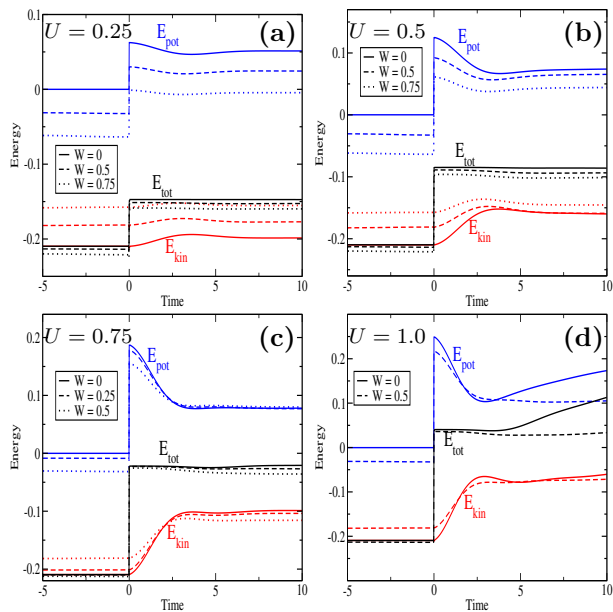 U = 0.25
(a)
0.1
0.05
0
-0.1
-0.2
Energy
E_pot
W = 0
W = 0.5
W = 0.75
E_tot
E_kin
-5
0
5
10
Time
U = 0.5
(b)
0.1
0
-0.1
-0.2
Energy
E_pot
W = 0
W = 0.5
W = 0.75
E_tot
E_kin
-5
0
5
10
Time
U = 0.75
(c)
0.2
0.1
0
-0.1
-0.2
Energy
E_pot
W = 0
W = 0.25
W = 0.5
E_tot
E_kin
-5
0
5
10
Time
U = 1.0
(d)
0.2
0.1
0
-0.1
-0.2
Energy
E_pot
W = 0
W = 0.5
E_tot
E_kin
-5
0
5
10
Time